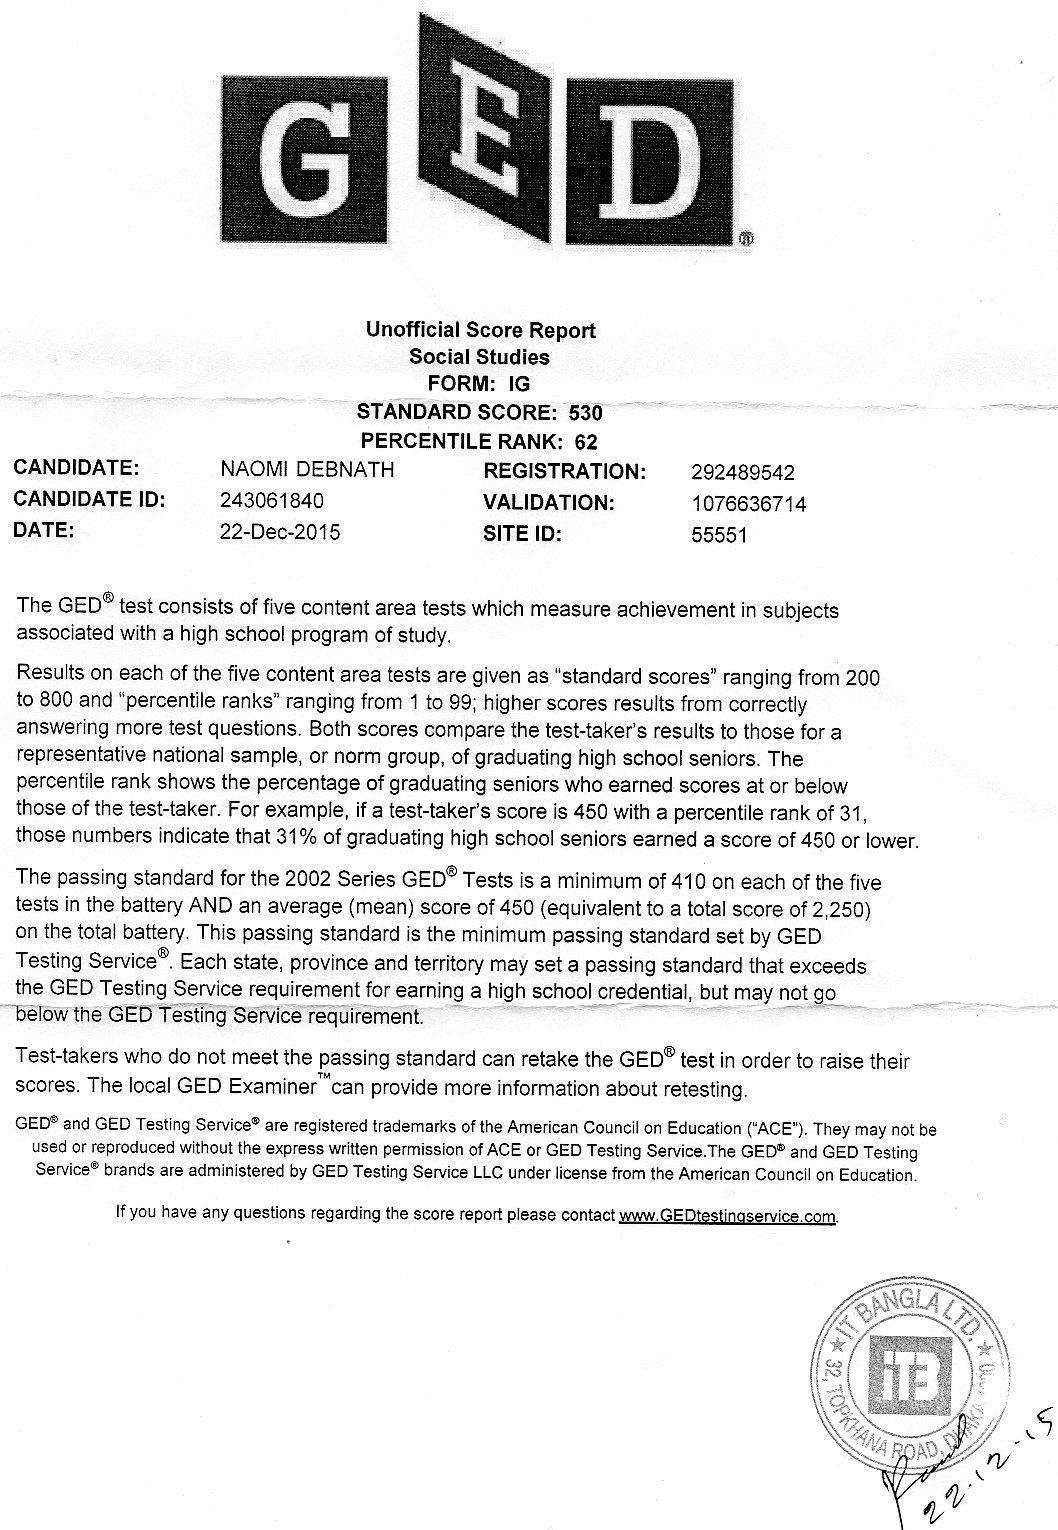 GED®
Unofficial Score Report
Social Studies
FORM: IG
STANDARD SCORE: 530
PERCENTILE RANK: 62
CANDIDATE: NAOMI DEBNATH REGISTRATION: 292489542
CANDIDATE ID: 243061840 VALIDATION: 1076636714
DATE: 22-Dec-2015 SITE ID: 55551
The GED® test consists of five content area tests which measure achievement in subjects
associated with a high school program of study.
Results on each of the five content area tests are given as “standard scores” ranging from 200
to 800 and “percentile ranks” ranging from 1 to 99; higher scores results from correctly
answering more test questions. Both scores compare the test-taker’s results to those for a
representative national sample, or norm group, of graduating high school seniors. The
percentile rank shows the percentage of graduating seniors who earned scores at or below
those of the test-taker. For example, if a test-taker’s score is 450 with a percentile rank of 31,
those numbers indicate that 31% of graduating high school seniors earned a score of 450 or lower.
The passing standard for the 2002 Series GED® Tests is a minimum of 410 on each of the five
tests in the battery AND an average (mean) score of 450 (equivalent to a total score of 2,250)
on the total battery. This passing standard is the minimum passing standard set by GED
Testing Service®. Each state, province and territory may set a passing standard that exceeds
the GED Testing Service requirement for earning a high school credential, but may not go
below the GED Testing Service requirement.
Test-takers who do not meet the passing standard can retake the GED® test in order to raise their
scores. The local GED Examiner™can provide more information about retesting.
GED® and GED Testing Service® are registered trademarks of the American Council on Education (“ACE”). They may not be
used or reproduced without the express written permission of ACE or GED Testing Service.The GED® and GED Testing
Service® brands are administered by GED Testing Service LLC under license from the American Council on Education.
If you have any questions regarding the score report please contact www.GEDtestingservice.com.
★ IT BANGLA LTD. ★
iTB
32, TOPKHANA ROAD, DHAKA
22.12.15